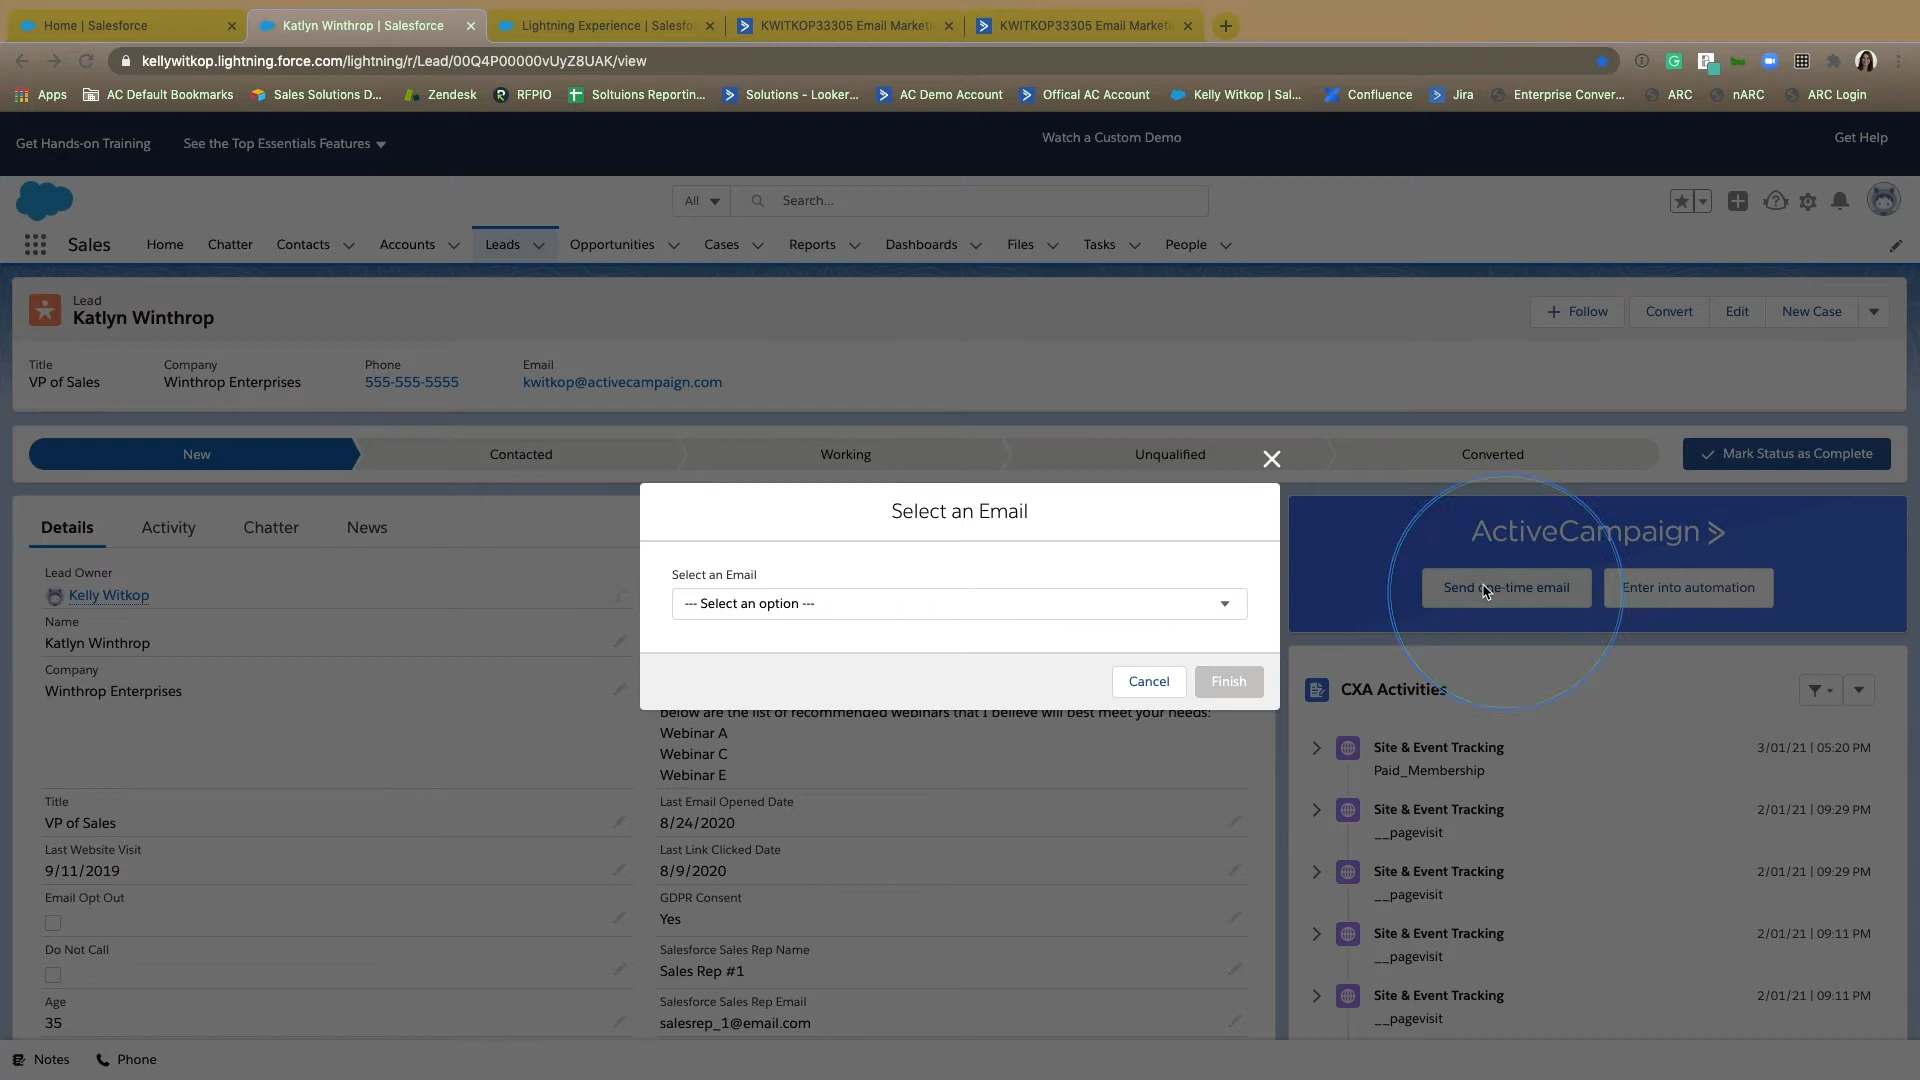 Home | Salesforce
Katlyn Winthrop | Salesforce
Lightning Experience | Salesfo
KWITKOP33305 Email Marketi
KWITKOP33305 Email Marketi
kellywitkop.lightning.force.com/lightning/r/Lead/00Q4P00000vUyZ8UAK/view
Apps
AC Default Bookmarks
Sales Solutions D...
Zendesk
RFPIO
Soltuions Reportin...
Solutions - Looker...
AC Demo Account
Offical AC Account
Kelly Witkop | Sal...
Confluence
Jira
Enterprise Conver...
ARC
nARC
ARC Login
Get Hands-on Training
See the Top Essentials Features
Watch a Custom Demo
Get Help
All
Search...
Sales
Home
Chatter
Contacts
Accounts
Leads
Opportunities
Cases
Reports
Dashboards
Files
Tasks
People
Lead
Katlyn Winthrop
+ Follow
Convert
Edit
New Case
Title
VP of Sales
Company
Winthrop Enterprises
Phone
555-555-5555
Email
kwitkop@activecampaign.com
New
Contacted
Working
Unqualified
Converted
Mark Status as Complete
Details
Activity
Chatter
News
Select an Email
Select an Email
--- Select an option ---
Cancel
Finish
ActiveCampaign >
Send one-time email
Enter into automation
Lead Owner
Kelly Witkop
Name
Katlyn Winthrop
Company
Winthrop Enterprises
below are the list of recommended webinars that I believe will best meet your needs:
Webinar A
Webinar C
Webinar E
Title
VP of Sales
Last Email Opened Date
8/24/2020
Last Website Visit
9/11/2019
Last Link Clicked Date
8/9/2020
Email Opt Out
GDPR Consent
Yes
Do Not Call
Salesforce Sales Rep Name
Sales Rep #1
Age
35
Salesforce Sales Rep Email
salesrep_1@email.com
CXA Activities
Site & Event Tracking
3/01/21 | 05:20 PM
Paid_Membership
Site & Event Tracking
2/01/21 | 09:29 PM
__pagevisit
Site & Event Tracking
2/01/21 | 09:29 PM
__pagevisit
Site & Event Tracking
2/01/21 | 09:11 PM
__pagevisit
Site & Event Tracking
2/01/21 | 09:11 PM
__pagevisit
Notes
Phone